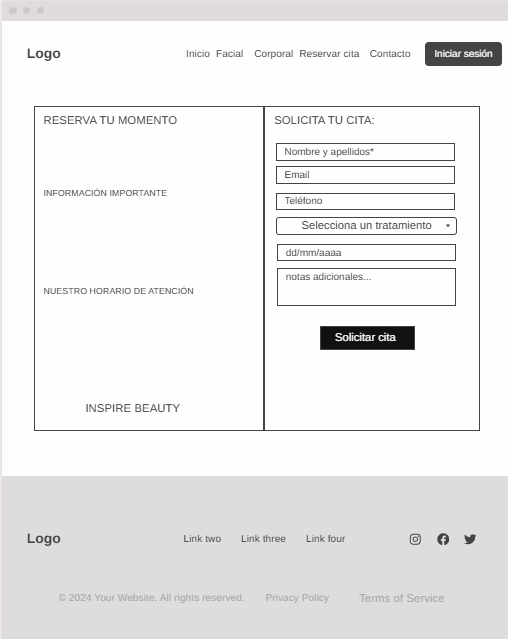 Logo
Inicio Facial Corporal Reserva cita Contacto
Iniciar sesión
RESERVA TU MOMENTO
INFORMACIÓN IMPORTANTE
NUESTRO HORARIO DE ATENCIÓN
INSPIRE BEAUTY
SOLICITA TU CITA:
Nombre y apellidos*
Email
Teléfono
Selecciona un tratamiento
dd/mm/aaaa
notas adicionales...
Solicitar cita
Logo
Link two Link three Link four
© 2024 Your Website. All rights reserved. Privacy Policy Terms of Service